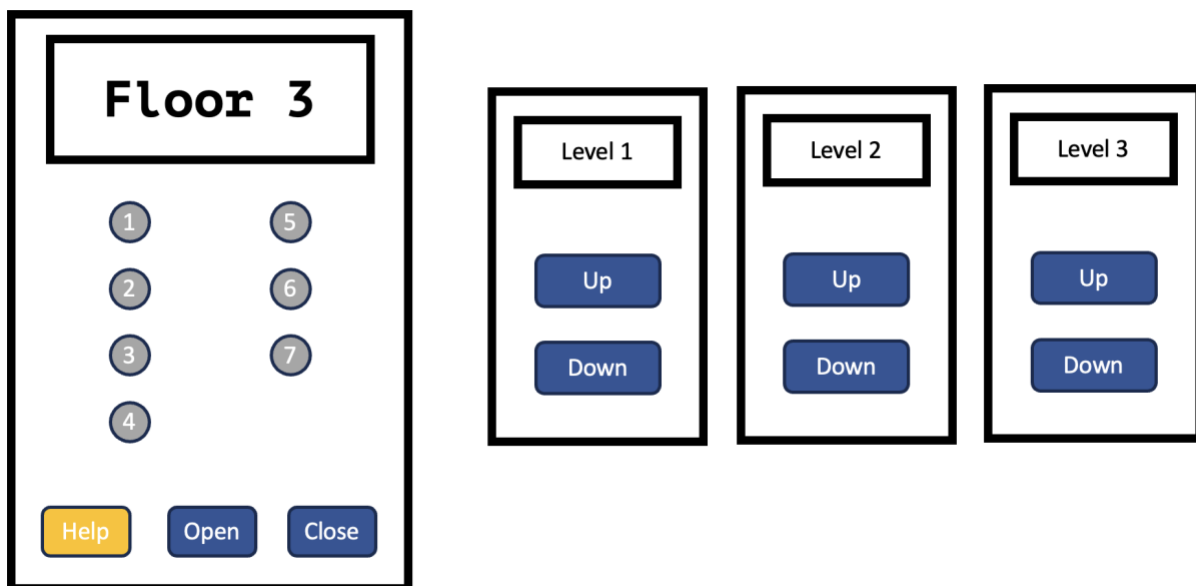 Floor 3
1 5
2 6
3 7
4
Help Open Close
Level 1
Up
Down
Level 2
Up
Down
Level 3
Up
Down